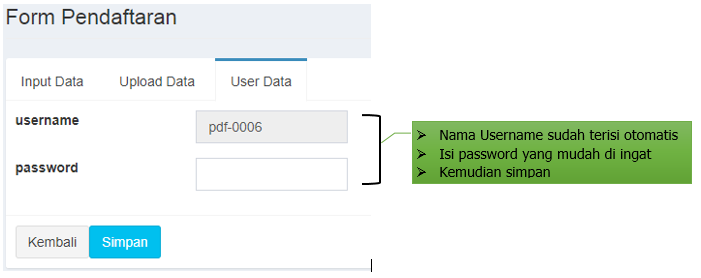 Form Pendaftaran
Input Data
Upload Data
User Data
username
pdf-0006
password
Kembali
Simpan
➢ Nama Username sudah terisi otomatis
➢ Isi password yang mudah di ingat
➢ Kemudian simpan